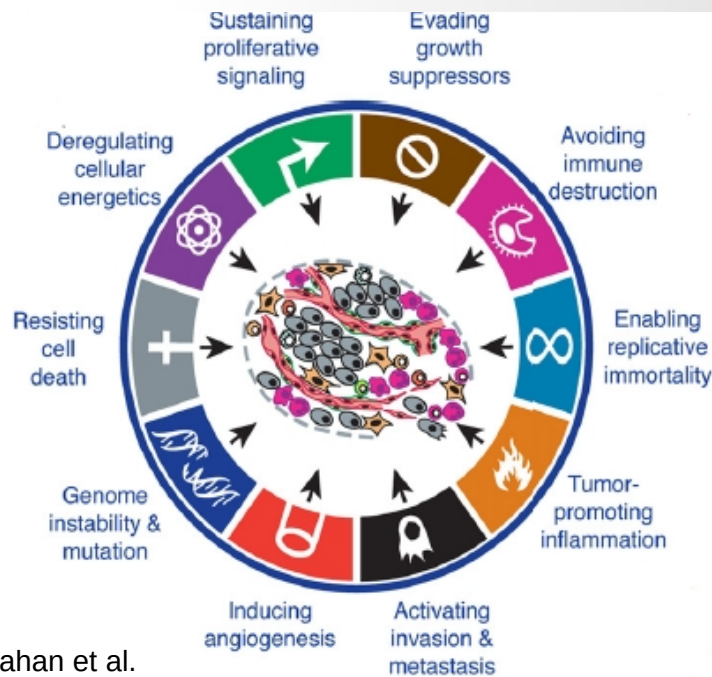 Sustaining
proliferative
signaling
Evading
growth
suppressors
Deregulating
cellular
energetics
Avoiding
immune
destruction
Resisting
cell
death
Enabling
replicative
immortality
Genome
instability &
mutation
Tumor-
promoting
inflammation
Inducing
angiogenesis
Activating
invasion &
metastasis
ahan et al.